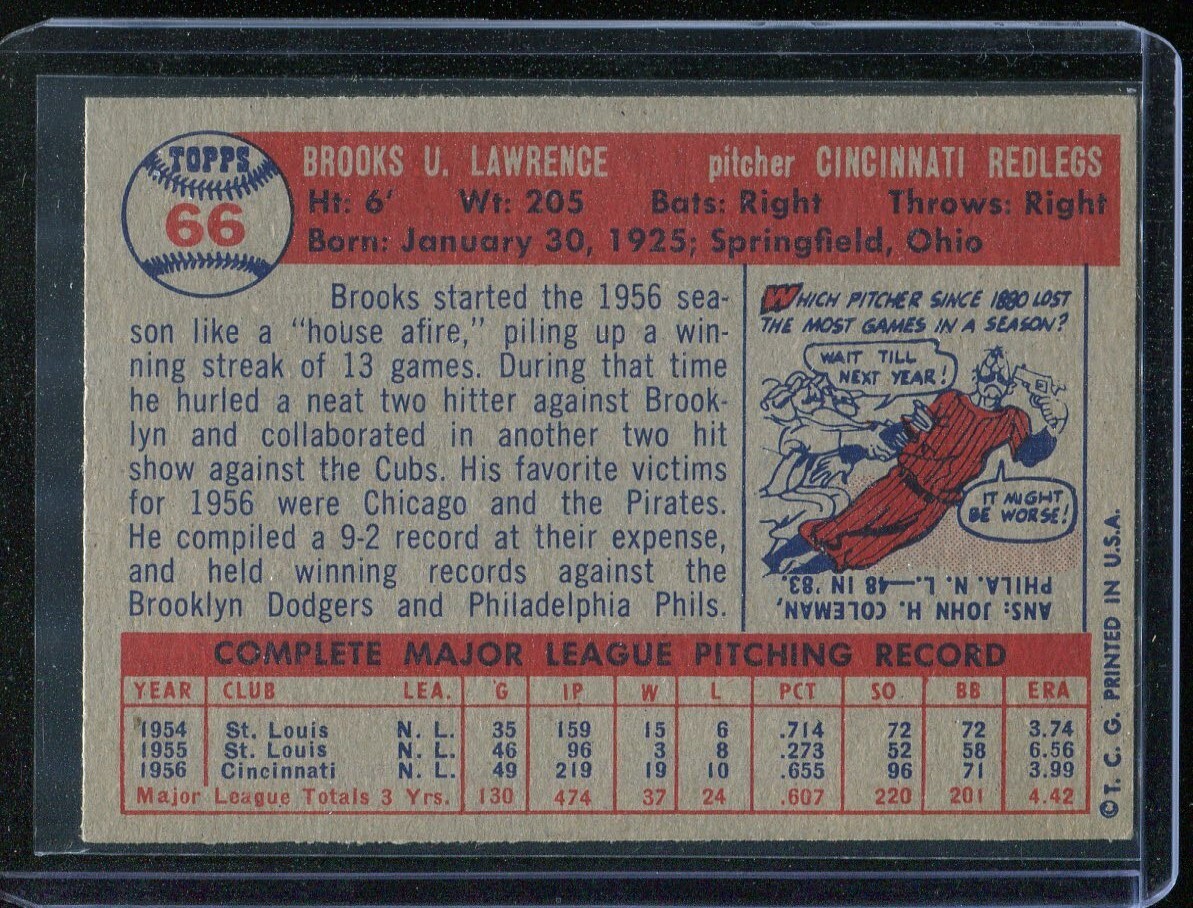 TOPPS
66
BROOKS U. LAWRENCE pitcher CINCINNATI REDLEGS
Ht: 6' Wt: 205 Bats: Right Throws: Right
Born: January 30, 1925; Springfield, Ohio
Brooks started the 1956 sea-
son like a "house afire," piling up a win-
ning streak of 13 games. During that time
he hurled a neat two hitter against Brook-
lyn and collaborated in another two hit
show against the Cubs. His favorite victims
for 1956 were Chicago and the Pirates.
He compiled a 9-2 record at their expense,
and held winning records against the
Brooklyn Dodgers and Philadelphia Phils.
WHICH PITCHER SINCE 1880 LOST
THE MOST GAMES IN A SEASON?
WAIT TILL
NEXT YEAR!
IT MIGHT
BE WORSE!
ANS: JOHN H. COLEMAN,
PHILA. N. L.—48 IN '83.
COMPLETE MAJOR LEAGUE PITCHING RECORD
YEAR CLUB LEA. G IP W L PCT SO BB ERA
1954 St. Louis N. L. 35 159 15 6 .714 72 72 3.74
1955 St. Louis N. L. 46 96 3 8 .273 52 58 6.56
1956 Cincinnati N. L. 49 219 19 10 .655 96 71 3.99
Major League Totals 3 Yrs. 130 474 37 24 .607 220 201 4.42
© T. C. G. PRINTED IN U.S.A.